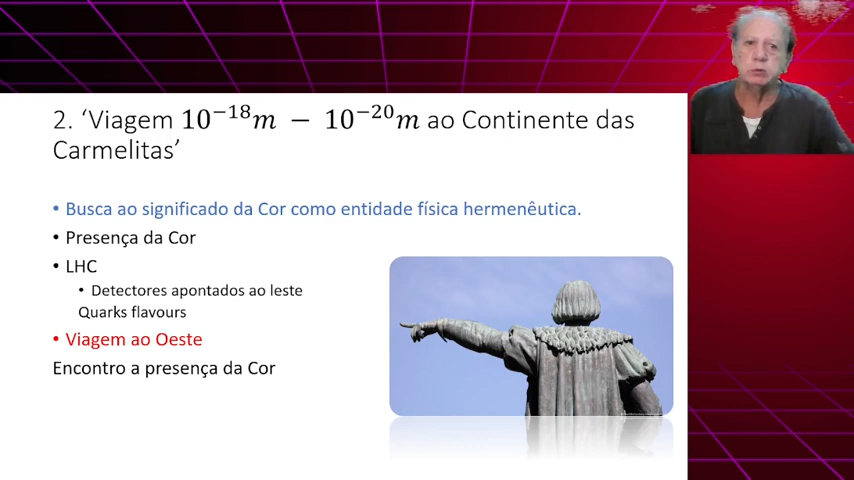 2. ‘Viagem 10⁻¹⁸m − 10⁻²⁰m ao Continente das
Carmelitas’
• Busca ao significado da Cor como entidade física hermenêutica.
• Presença da Cor
• LHC
• Detectores apontados ao leste
Quarks flavours
• Viagem ao Oeste
Encontro a presença da Cor